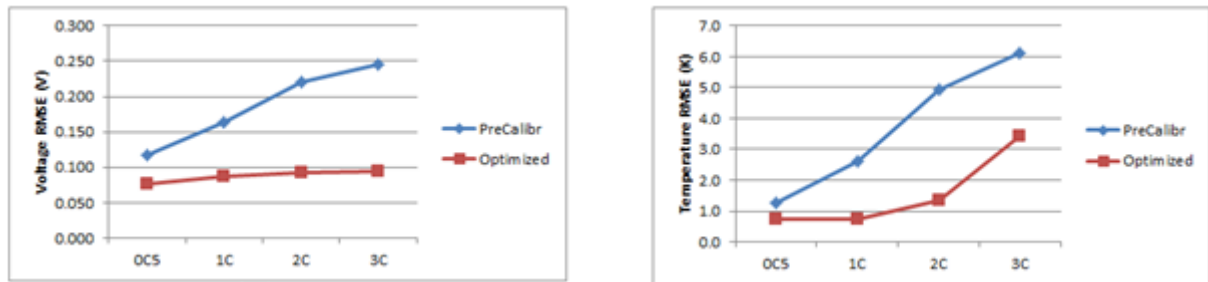 Voltage RMSE (V)
0.300
0.250
0.200
0.150
0.100
0.050
0.000
0C5 1C 2C 3C
PreCalibr
Optimized
Temperature RMSE (K)
7.0
6.0
5.0
4.0
3.0
2.0
1.0
0.0
0C5 1C 2C 3C
PreCalibr
Optimized